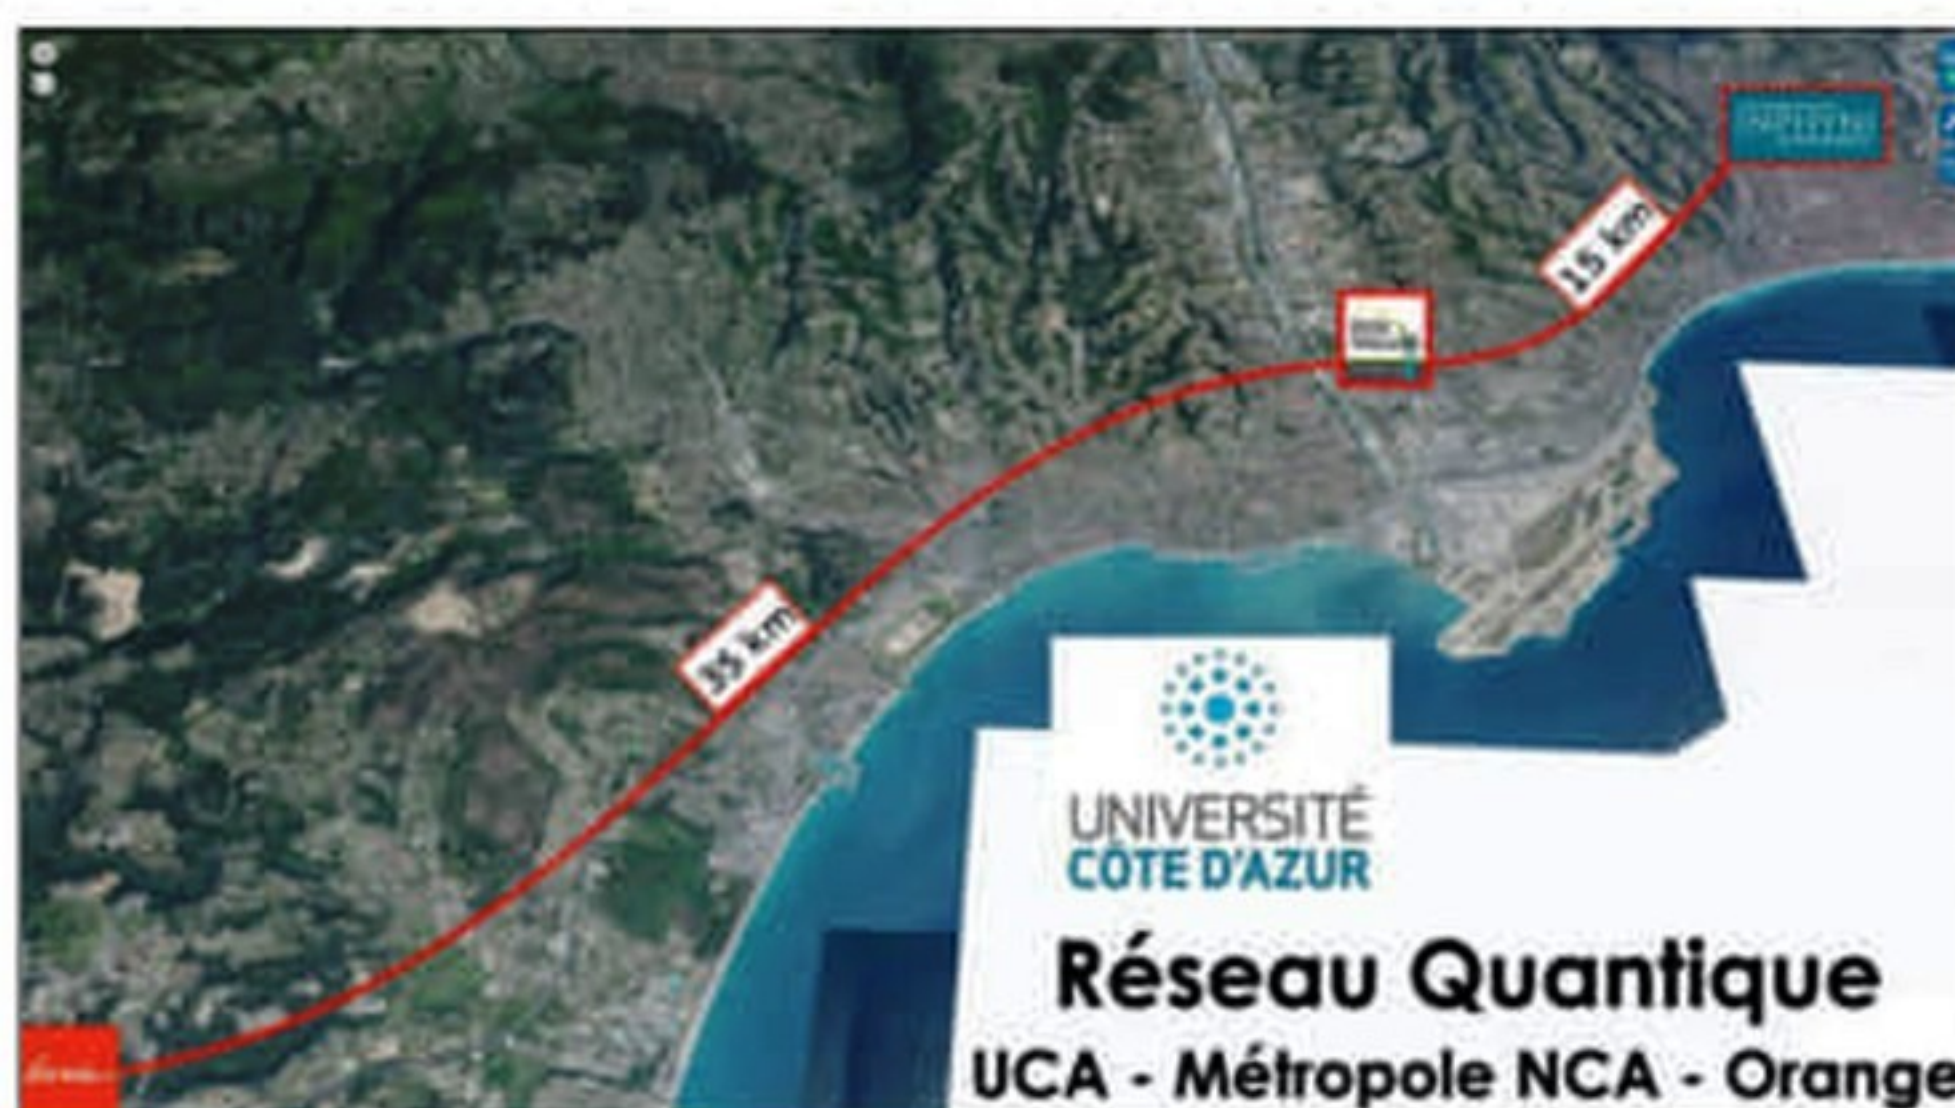 15 km
35 km
UNIVERSITÉ
CÔTE D'AZUR
Réseau Quantique
UCA - Métropole NCA - Orange